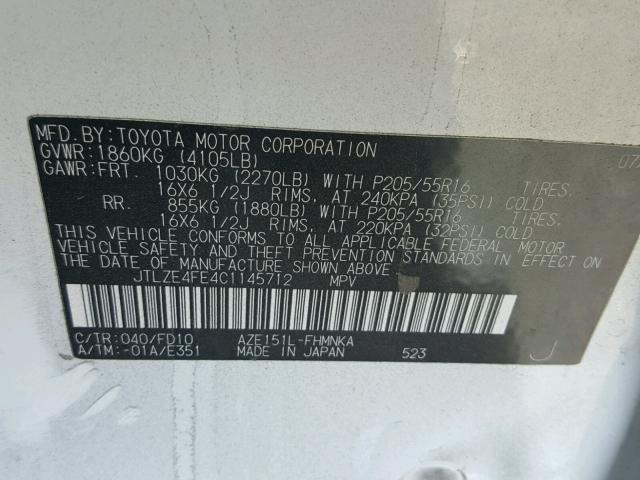 MFD.BY:TOYOTA MOTOR CORPORATION 07
GVWR:1860KG (4105LB)
GAWR:FRT. 1030KG (2270LB) WITH P205/55R16 TIRES,
16X6 1/2J RIMS, AT 240KPA (35PSI) COLD
RR. 855KG (1880LB) WITH P205/55R16 TIRES,
16X6 1/2J RIMS, AT 220KPA (32PSI) COLD
THIS VEHICLE CONFORMS TO ALL APPLICABLE FEDERAL MOTOR
VEHICLE SAFETY AND THEFT PREVENTION STANDARDS IN EFFECT ON
THE DATE OF MANUFACTURE SHOWN ABOVE.
JTLZE4FE4C1145712 MPV
C/TR:040/FD10 AZE151L-FHMNKA
A/TM:-01A/E351 MADE IN JAPAN 523 J